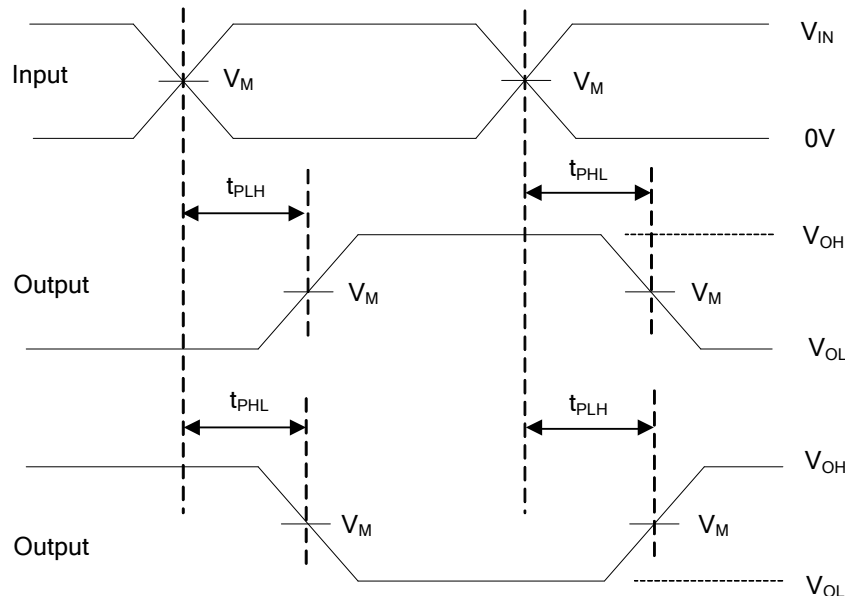 V_IN
Input
V_M
V_M
0V
t_PLH
t_PHL
V_OH
Output
V_M
V_M
V_OL
t_PHL
t_PLH
V_OH
V_M
V_M
Output
V_OL